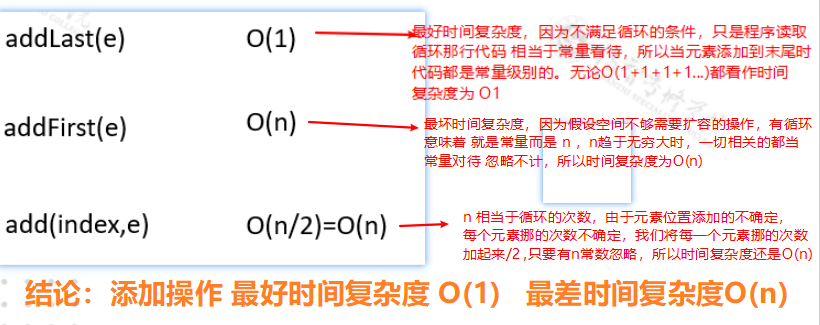 addLast(e) O(1) 最好时间复杂度，因为不满足循环的条件，只是程序读取
循环那行代码 相当于常量看待，所以当元素添加到末尾时
代码都是常量级别的。无论O(1+1+1+1...)都看作时间
复杂度为 O1
addFirst(e) O(n) 最坏时间复杂度，因为假设空间不够需要扩容的操作，有循环
意味着 就是常量而是 n ，n趋于无穷大时，一切相关的都当
常量对待 忽略不计，所以时间复杂度为O(n)
add(index,e) O(n/2)=O(n) n 相当于循环的次数，由于元素位置添加的不确定，
每个元素挪的次数不确定，我们将每一个元素挪的次数
加起来/2 ,只要有n常数忽略，所以时间复杂度还是O(n)
结论：添加操作 最好时间复杂度 O(1) 最差时间复杂度O(n)